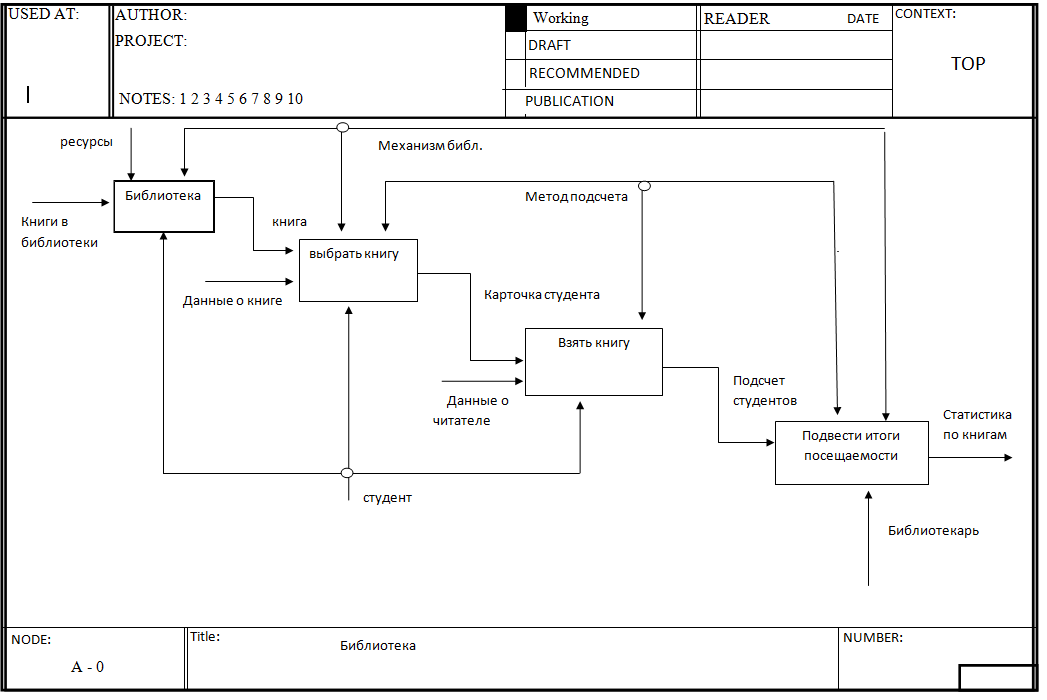 USED AT:
AUTHOR:
PROJECT:
NOTES: 1 2 3 4 5 6 7 8 9 10
Working
DRAFT
RECOMMENDED
PUBLICATION
READER
DATE
CONTEXT:
TOP
ресурсы
Механизм библ.
Библиотека
Метод подсчета
Книги в
библиотеки
книга
выбрать книгу
Данные о книге
Карточка студента
Взять книгу
Данные о
читателе
Подсчет
студентов
Статистика
по книгам
Подвести итоги
посещаемости
студент
Библиотекарь
NODE:
A - 0
Title:
Библиотека
NUMBER: